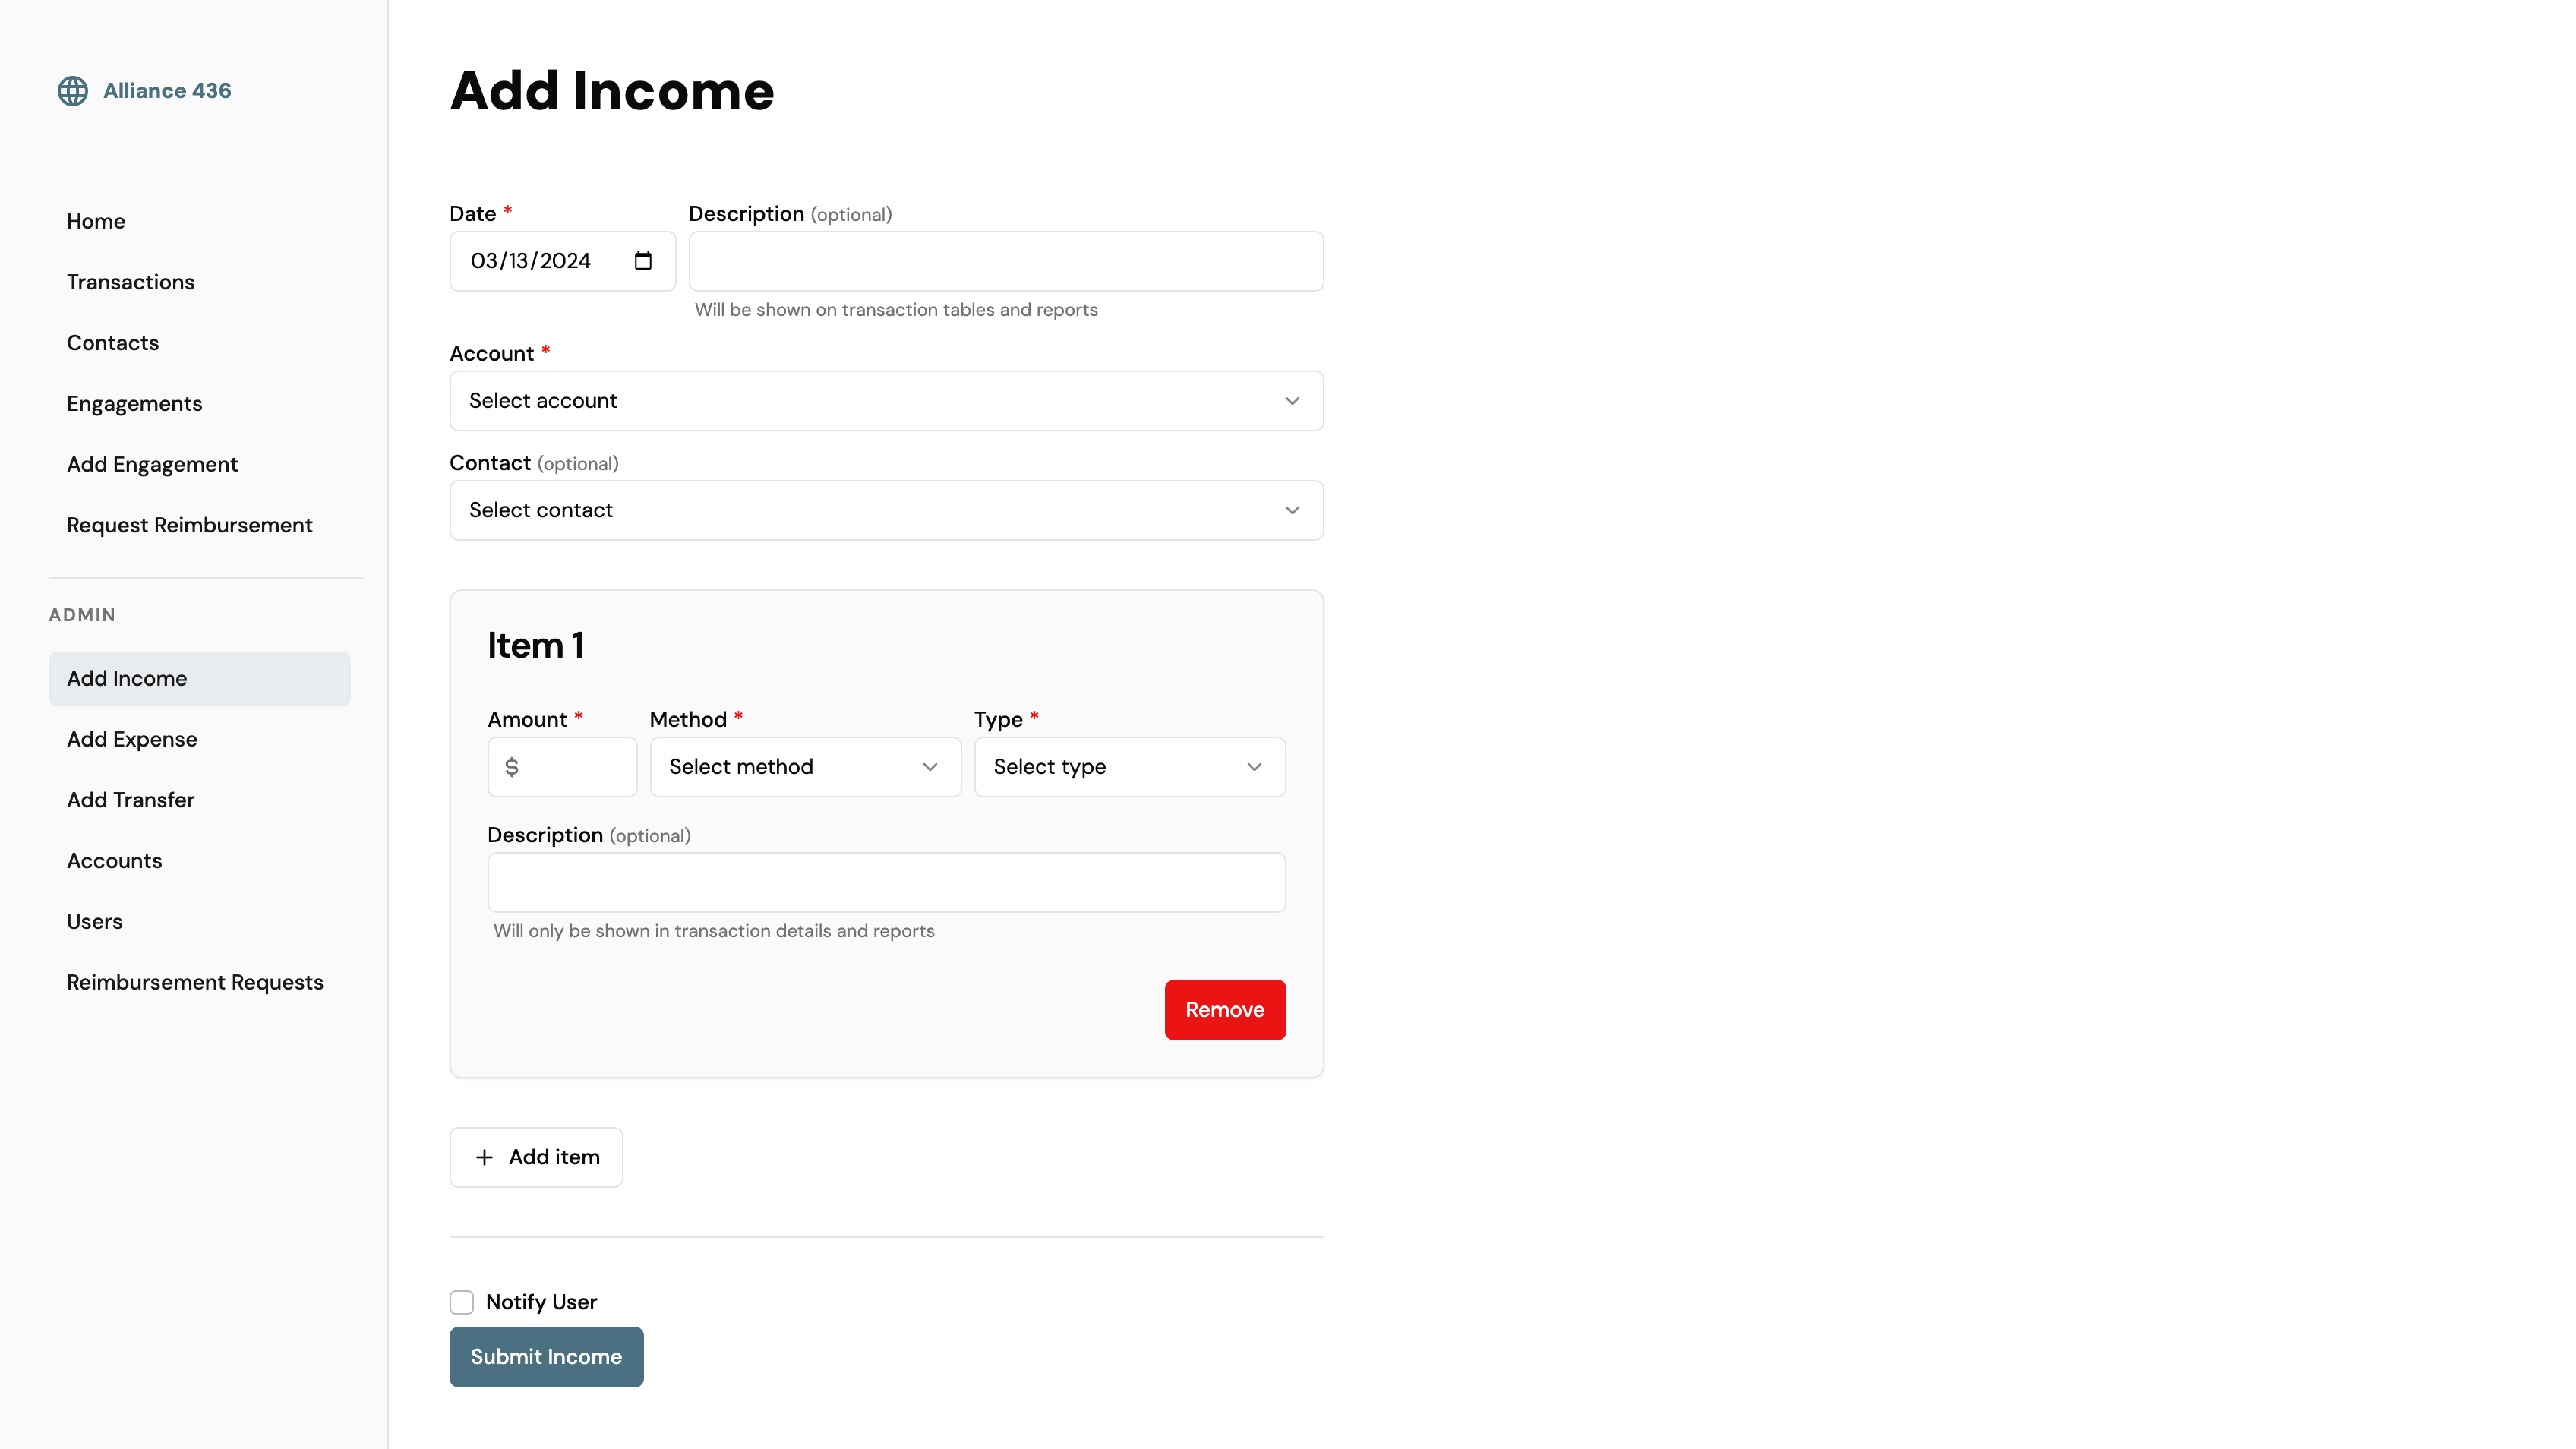 Alliance 436
Home
Transactions
Contacts
Engagements
Add Engagement
Request Reimbursement
ADMIN
Add Income
Add Expense
Add Transfer
Accounts
Users
Reimbursement Requests
Add Income
Date * Description (optional)
03/13/2024
Will be shown on transaction tables and reports
Account *
Select account
Contact (optional)
Select contact
Item 1
Amount * Method * Type *
$ Select method Select type
Description (optional)
Will only be shown in transaction details and reports
Remove
+ Add item
Notify User
Submit Income